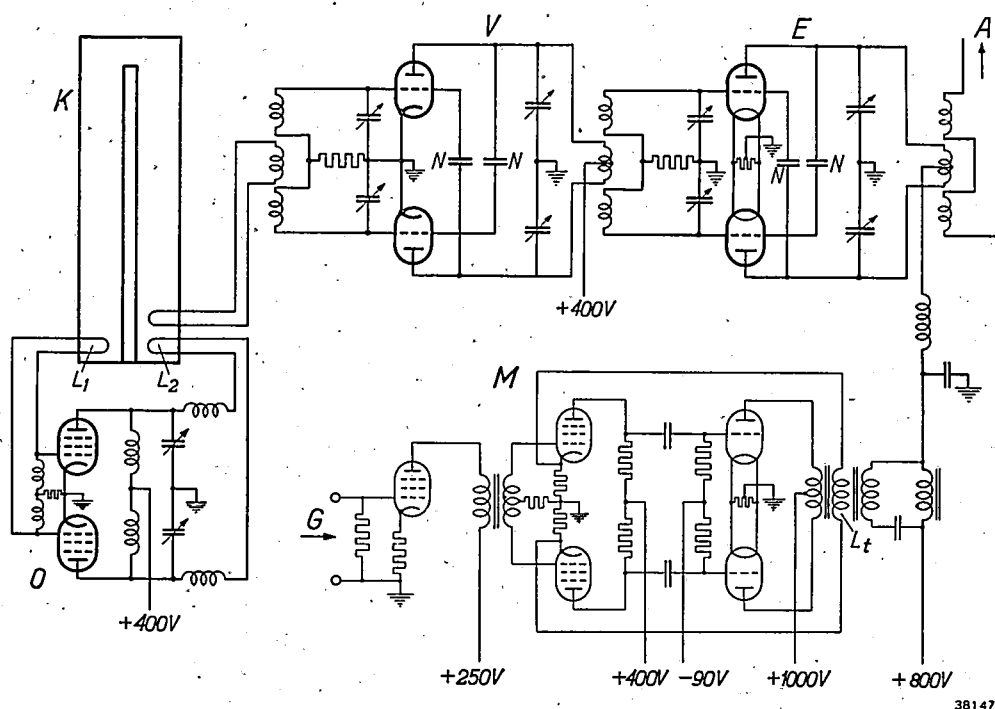 V
E
A
K
N
N
N
N
+400V
L1
L2
M
G
O
Lt
+400V
+250V
+400V
-90V
+1000V
+800V
38147